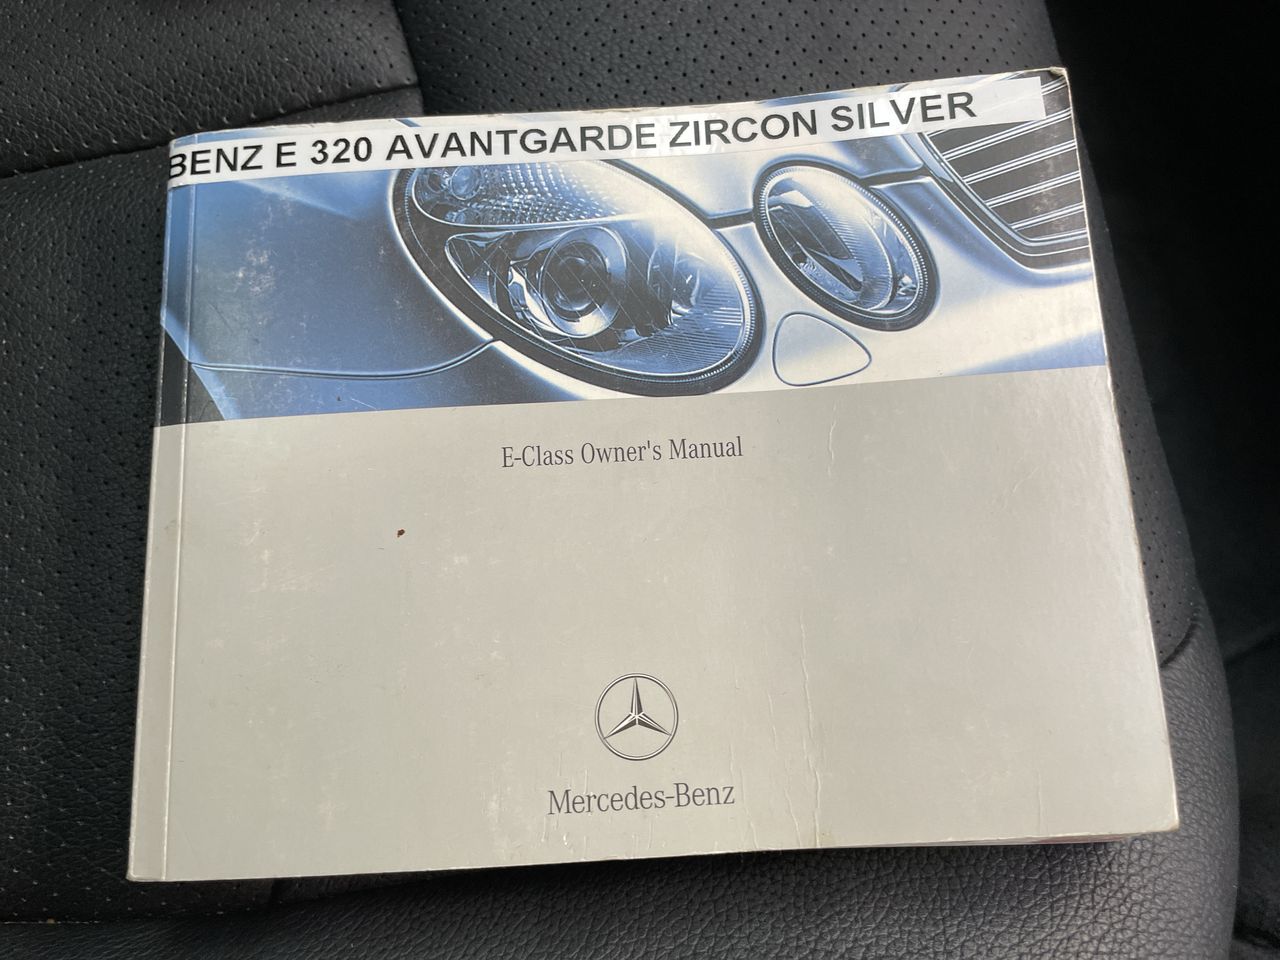 BENZ E 320 AVANTGARDE ZIRCON SILVER
E-Class Owner's Manual
Mercedes-Benz